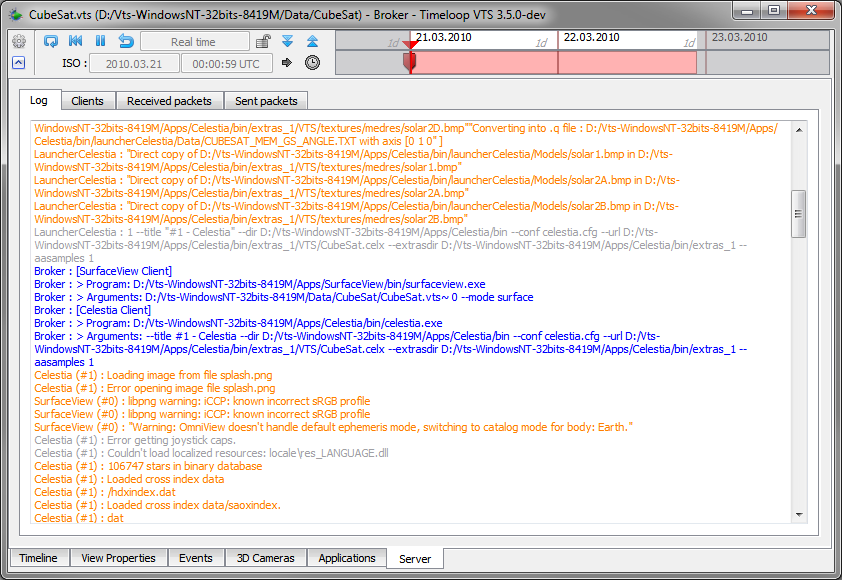 CubeSat.vts (D:/Vts-WindowsNT-32bits-8419M/Data/CubeSat) - Broker - Timeloop VTS 3.5.0-dev
Real time
ISO :
2010.03.21
00:00:59 UTC
1d
21.03.2010
1d
22.03.2010
1d
23.03.2010
Log
Clients
Received packets
Sent packets
WindowsNT-32bits-8419M/Apps/Celestia/bin/extras_1/VTS/textures/medres/solar2D.bmp""Converting into .q file : D:/Vts-WindowsNT-32bits-8419M/Apps/
Celestia/bin/launcherCelestia/Data/CUBESAT_MEM_GS_ANGLE.TXT with axis [0 1 0" ]
LauncherCelestia : "Direct copy of D:/Vts-WindowsNT-32bits-8419M/Apps/Celestia/bin/launcherCelestia/Models/solar1.bmp in D:/Vts-
WindowsNT-32bits-8419M/Apps/Celestia/bin/extras_1/VTS/textures/medres/solar1.bmp"
LauncherCelestia : "Direct copy of D:/Vts-WindowsNT-32bits-8419M/Apps/Celestia/bin/launcherCelestia/Models/solar2A.bmp in D:/Vts-
WindowsNT-32bits-8419M/Apps/Celestia/bin/extras_1/VTS/textures/medres/solar2A.bmp"
LauncherCelestia : "Direct copy of D:/Vts-WindowsNT-32bits-8419M/Apps/Celestia/bin/launcherCelestia/Models/solar2B.bmp in D:/Vts-
WindowsNT-32bits-8419M/Apps/Celestia/bin/extras_1/VTS/textures/medres/solar2B.bmp"
LauncherCelestia : 1 --title "#1 - Celestia" --dir D:/Vts-WindowsNT-32bits-8419M/Apps/Celestia/bin --conf celestia.cfg --url D:/Vts-
WindowsNT-32bits-8419M/Apps/Celestia/bin/extras_1/VTS/CubeSat.celx --extrasdir D:/Vts-WindowsNT-32bits-8419M/Apps/Celestia/bin/extras_1 --
aasamples 1
Broker : [SurfaceView Client]
Broker : > Program: D:/Vts-WindowsNT-32bits-8419M/Apps/SurfaceView/bin/surfaceview.exe
Broker : > Arguments: D:/Vts-WindowsNT-32bits-8419M/Data/CubeSat/CubeSat.vts~ 0 --mode surface
Broker : [Celestia Client]
Broker : > Program: D:/Vts-WindowsNT-32bits-8419M/Apps/Celestia/bin/celestia.exe
Broker : > Arguments: --title #1 - Celestia --dir D:/Vts-WindowsNT-32bits-8419M/Apps/Celestia/bin --conf celestia.cfg --url D:/Vts-
WindowsNT-32bits-8419M/Apps/Celestia/bin/extras_1/VTS/CubeSat.celx --extrasdir D:/Vts-WindowsNT-32bits-8419M/Apps/Celestia/bin/extras_1 --
aasamples 1
Celestia (#1) : Loading image from file splash.png
Celestia (#1) : Error opening image file splash.png
SurfaceView (#0) : libpng warning: iCCP: known incorrect sRGB profile
SurfaceView (#0) : libpng warning: iCCP: known incorrect sRGB profile
SurfaceView (#0) : "Warning: OmniView doesn't handle default ephemeris mode, switching to catalog mode for body: Earth."
Celestia (#1) : Error getting joystick caps.
Celestia (#1) : Couldn't load localized resources: locale\res_LANGUAGE.dll
Celestia (#1) : 106747 stars in binary database
Celestia (#1) : Loaded cross index data
Celestia (#1) : /hdxindex.dat
Celestia (#1) : Loaded cross index data/saoxindex.
Celestia (#1) : dat
Timeline
View Properties
Events
3D Cameras
Applications
Server